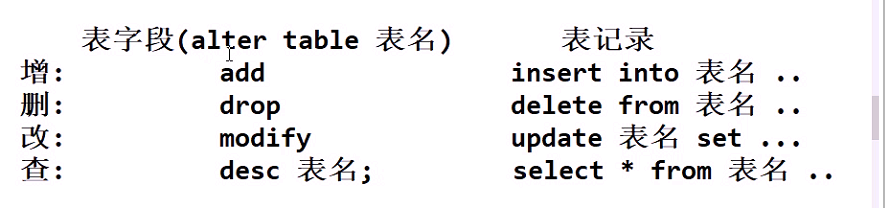 表字段(alter table 表名) 表记录
增: add insert into 表名 ..
删: drop delete from 表名 ..
改: modify update 表名 set ...
查: desc 表名; select * from 表名 ..